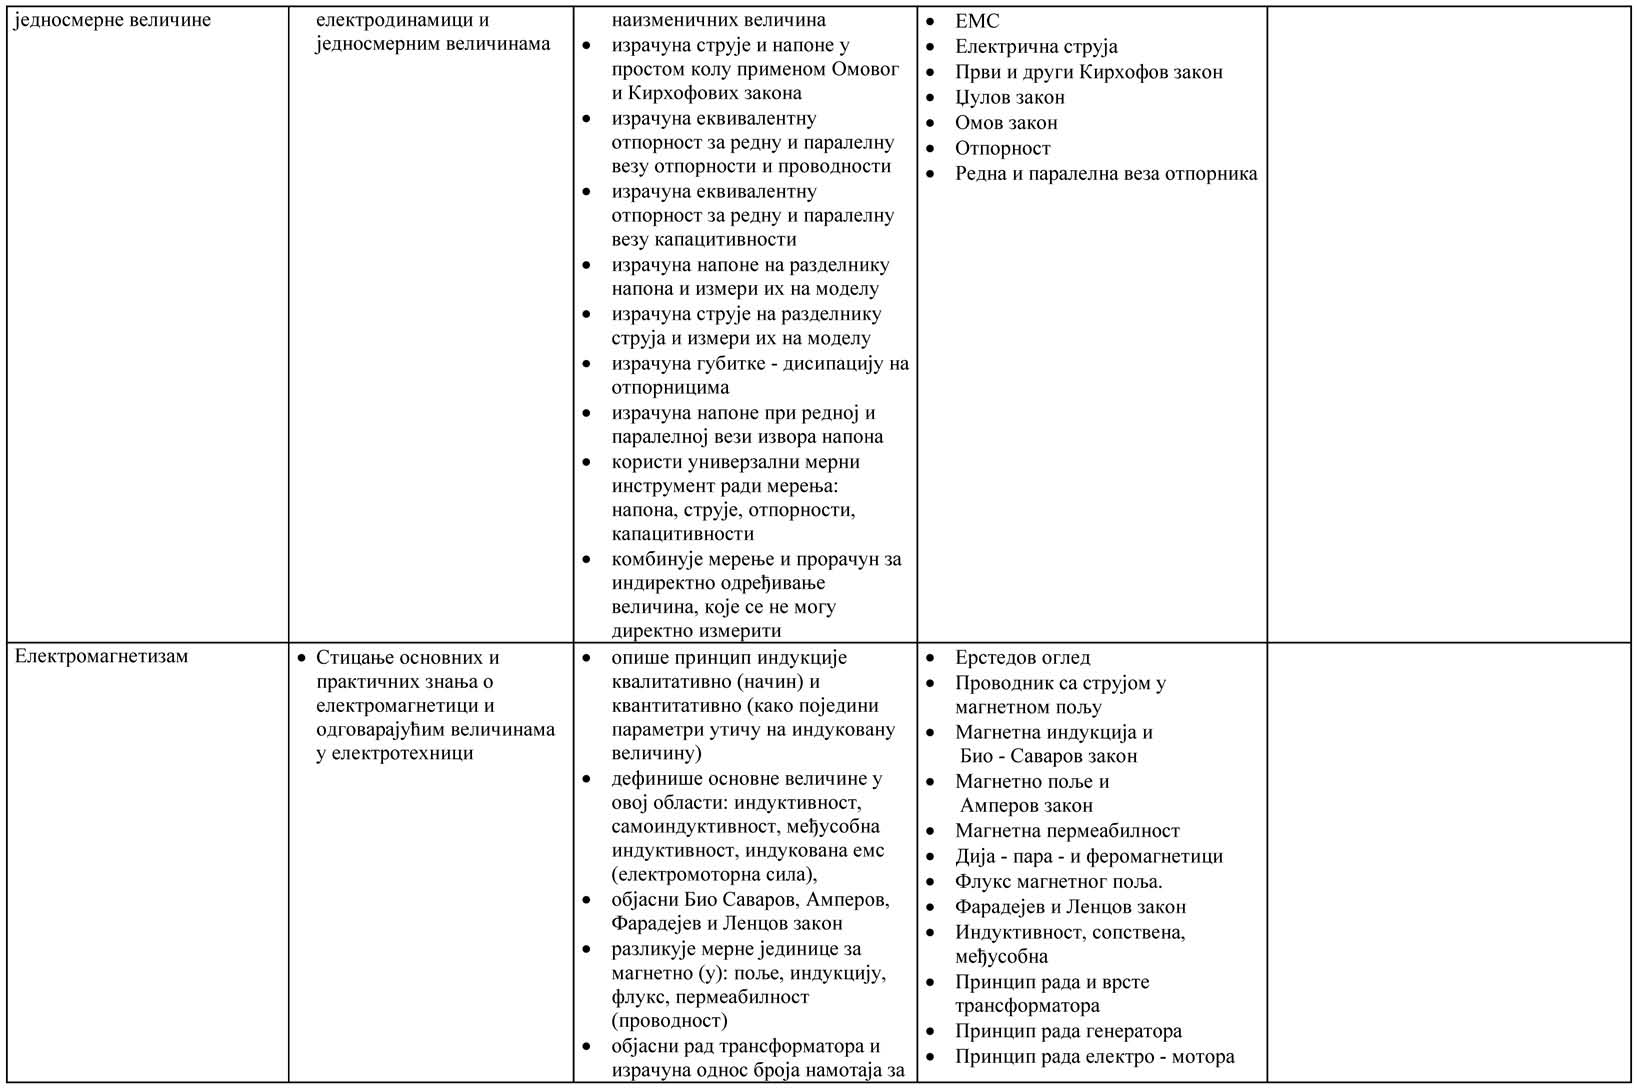 једносмерне величине
електродинамици и
једносмерним величинама
наизменичних величина
• израчуна струје и напоне у
простом колу применом Омовог
и Кирхофових закона
• израчуна еквивалентну
отпорност за редну и паралелну
везу отпорности и проводности
• израчуна еквивалентну
отпорност за редну и паралелну
везу капацитивности
• израчуна напоне на разделнику
напона и измери их на моделу
• израчуна струје на разделнику
струја и измери их на моделу
• израчуна губитке - дисипацију на
отпорницима
• израчуна напоне при редној и
паралелној вези извора напона
• користи универзални мерни
инструмент ради мерења:
напона, струје, отпорности,
капацитивности
• комбинује мерење и прорачун за
индиректно одређивање
величина, које се не могу
директно измерити
• ЕМС
• Електрична струја
• Први и други Кирхофов закон
• Џулов закон
• Омов закон
• Отпорност
• Редна и паралелна веза отпорника
Електромагнетизам
• Стицање основних и
практичних знања о
електромагнетици и
одговарајућим величинама
у електротехници
• опише принцип индукције
квалитативно (начин) и
квантитативно (како поједини
параметри утичу на индуковану
величину)
• дефинише основне величине у
овој области: индуктивност,
самоиндуктивност, међусобна
индуктивност, индукована емс
(електромоторна сила),
• објасни Био Саваров, Амперов,
Фарадејев и Ленцов закон
• разликује мерне јединице за
магнетно (у): поље, индукцију,
флукс, пермеабилност
(проводност)
• објасни рад трансформатора и
израчуна однос броја намотаја за
• Ерстедов оглед
• Проводник са струјом у
магнетном пољу
• Магнетна индукција и
Био - Саваров закон
• Магнетно поље и
Амперов закон
• Магнетна пермеабилност
• Дија - пара - и феромагнетици
• Флукс магнетног поља.
• Фарадејев и Ленцов закон
• Индуктивност, сопствена,
међусобна
• Принцип рада и врсте
трансформатора
• Принцип рада генератора
• Принцип рада електро - мотора